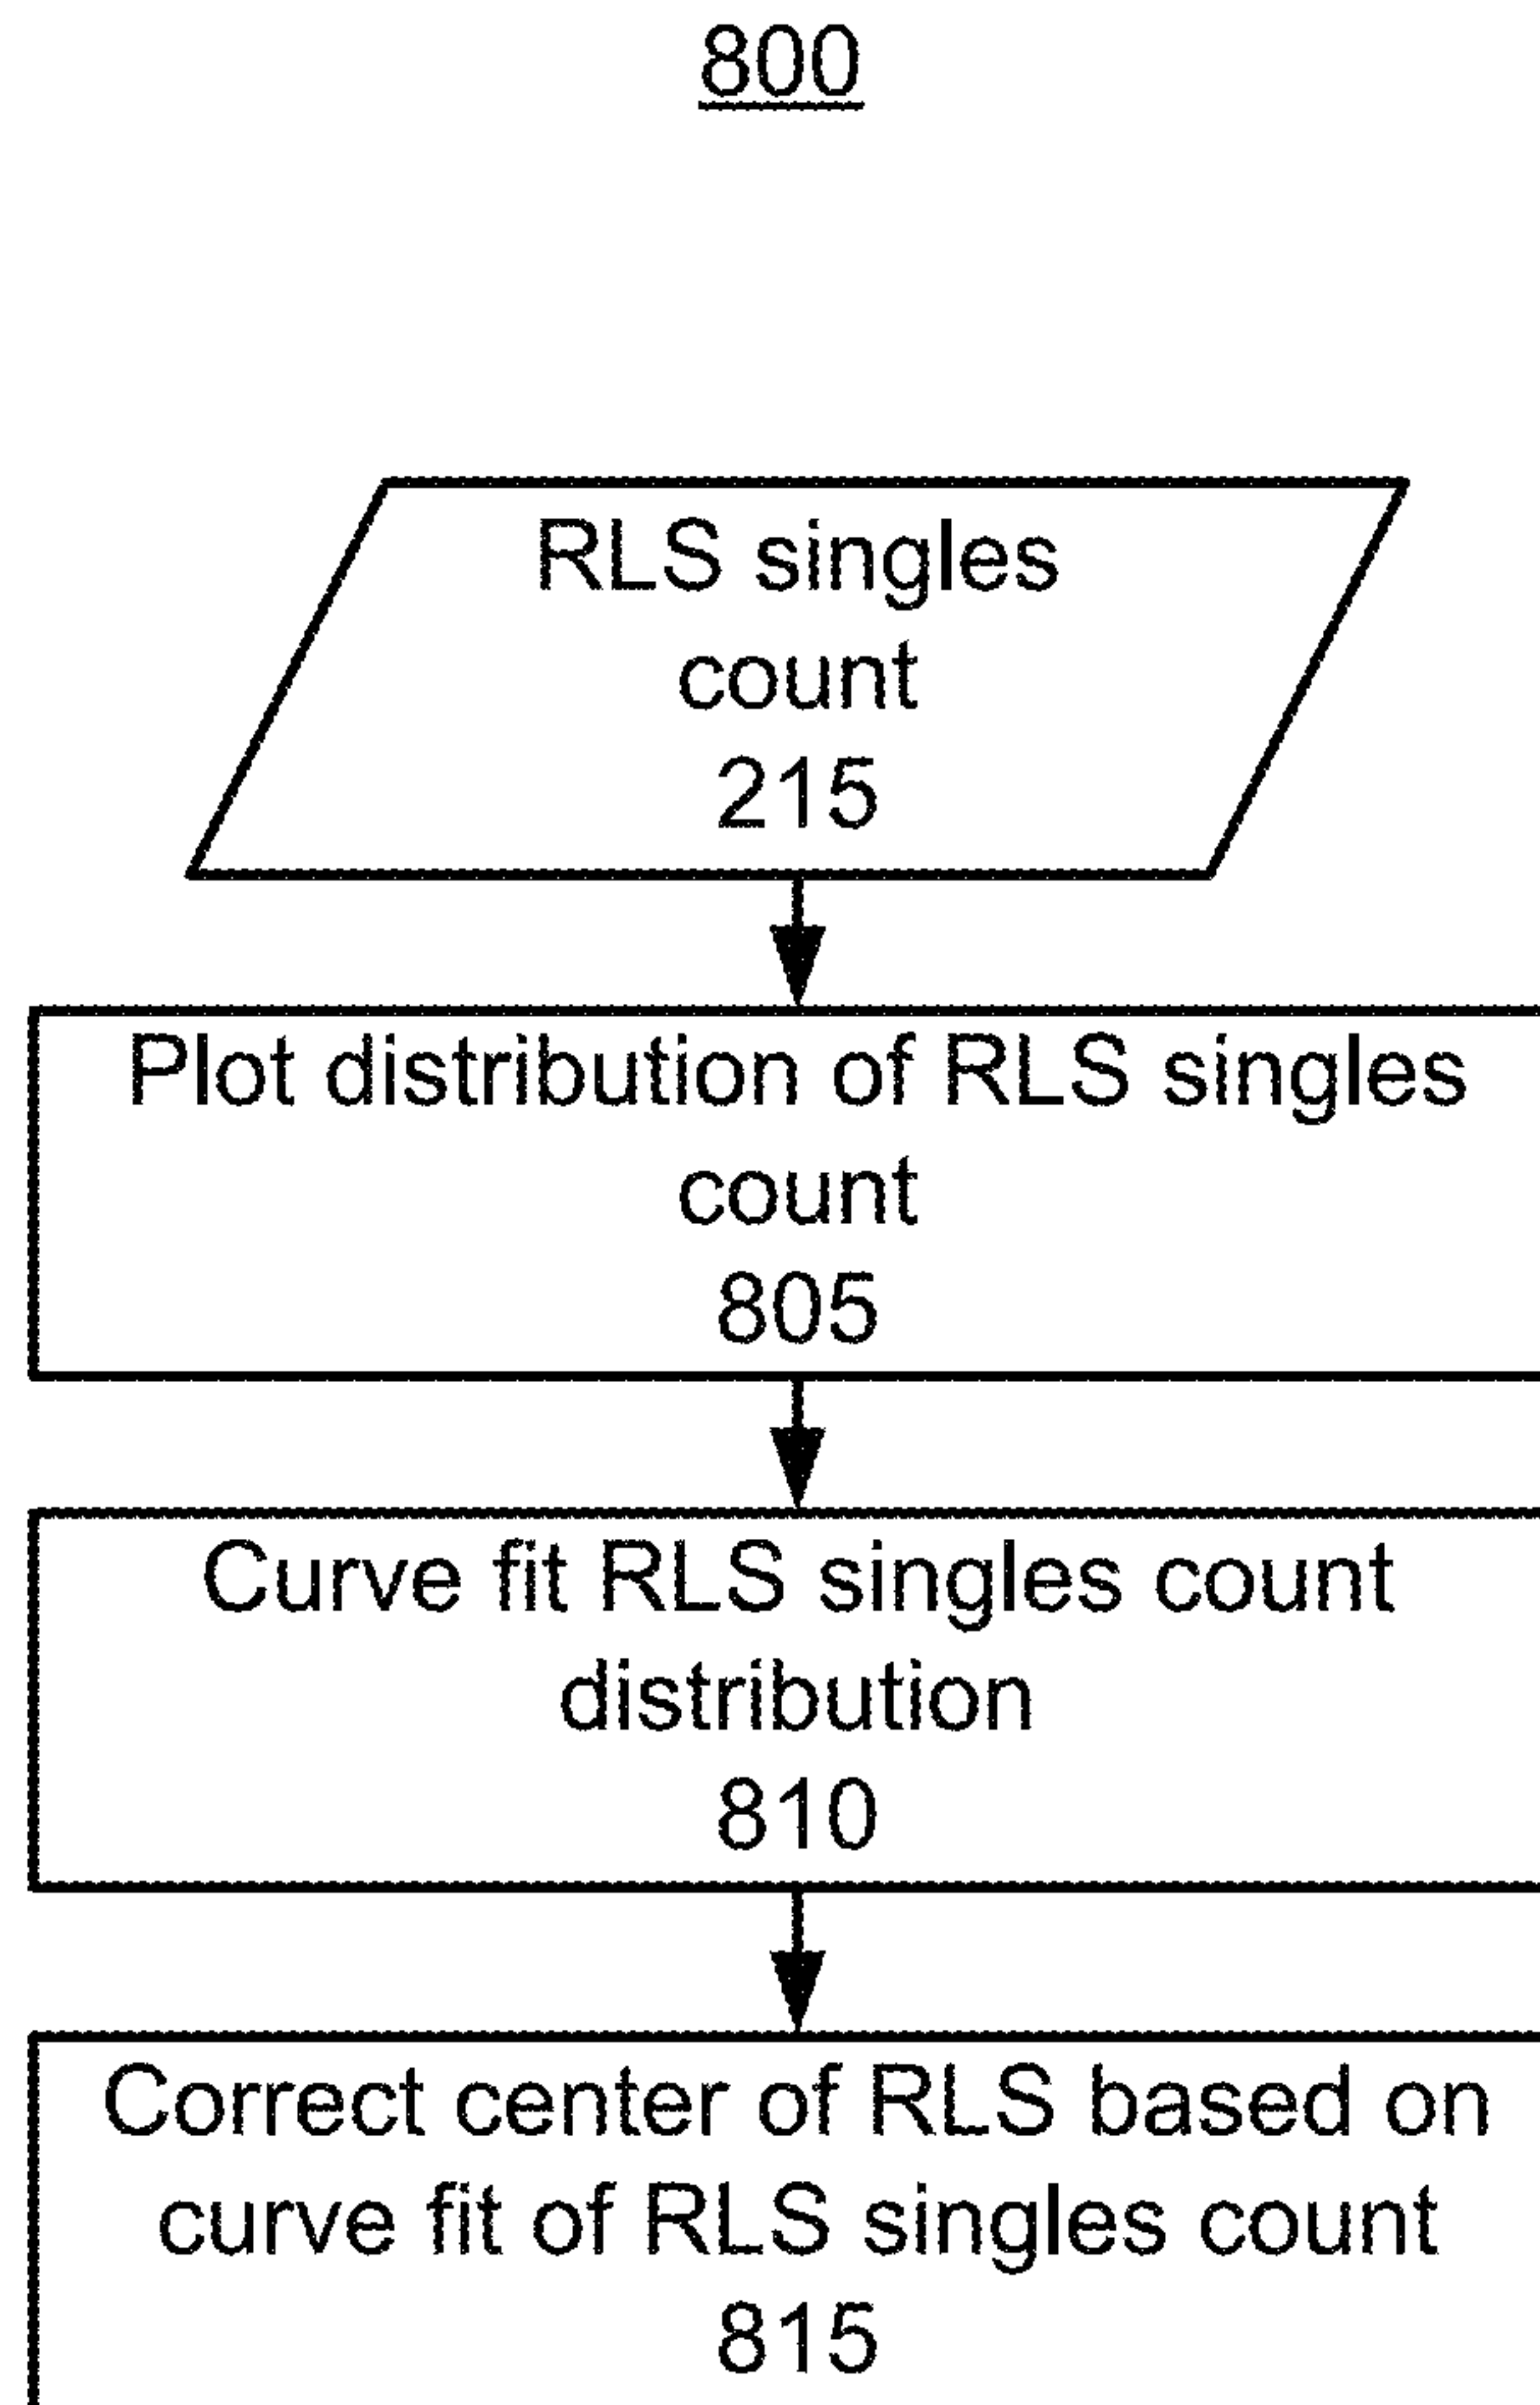 800
RLS singles
count
215
Plot distribution of RLS singles
count
805
Curve fit RLS singles count
distribution
810
Correct center of RLS based on
curve fit of RLS singles count
815